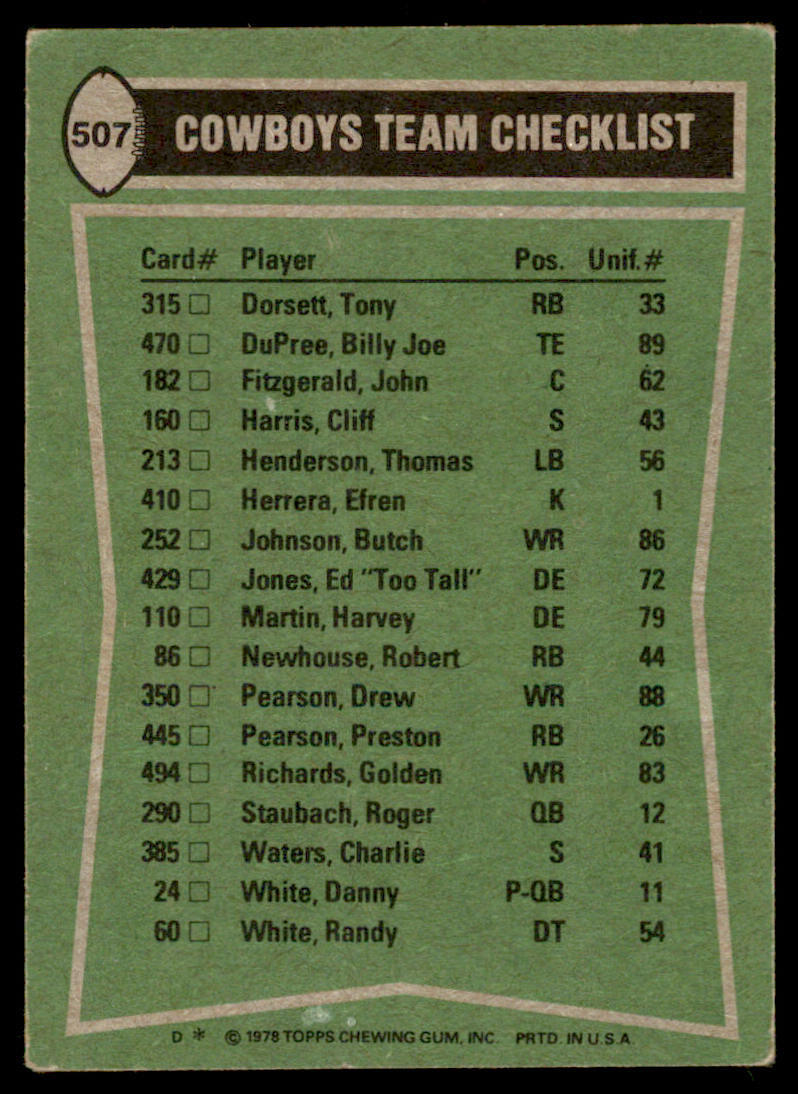 507 COWBOYS TEAM CHECKLIST
Card# Player Pos. Unif.#
315 □ Dorsett, Tony RB 33
470 □ DuPree, Billy Joe TE 89
182 □ Fitzgerald, John C 62
160 □ Harris, Cliff S 43
213 □ Henderson, Thomas LB 56
410 □ Herrera, Efren K 1
252 □ Johnson, Butch WR 86
429 □ Jones, Ed "Too Tall" DE 72
110 □ Martin, Harvey DE 79
86 □ Newhouse, Robert RB 44
350 □ Pearson, Drew WR 88
445 □ Pearson, Preston RB 26
494 □ Richards, Golden WR 83
290 □ Staubach, Roger QB 12
385 □ Waters, Charlie S 41
24 □ White, Danny P-QB 11
60 □ White, Randy DT 54
D * © 1978 TOPPS CHEWING GUM, INC. PRTD. IN U.S.A.